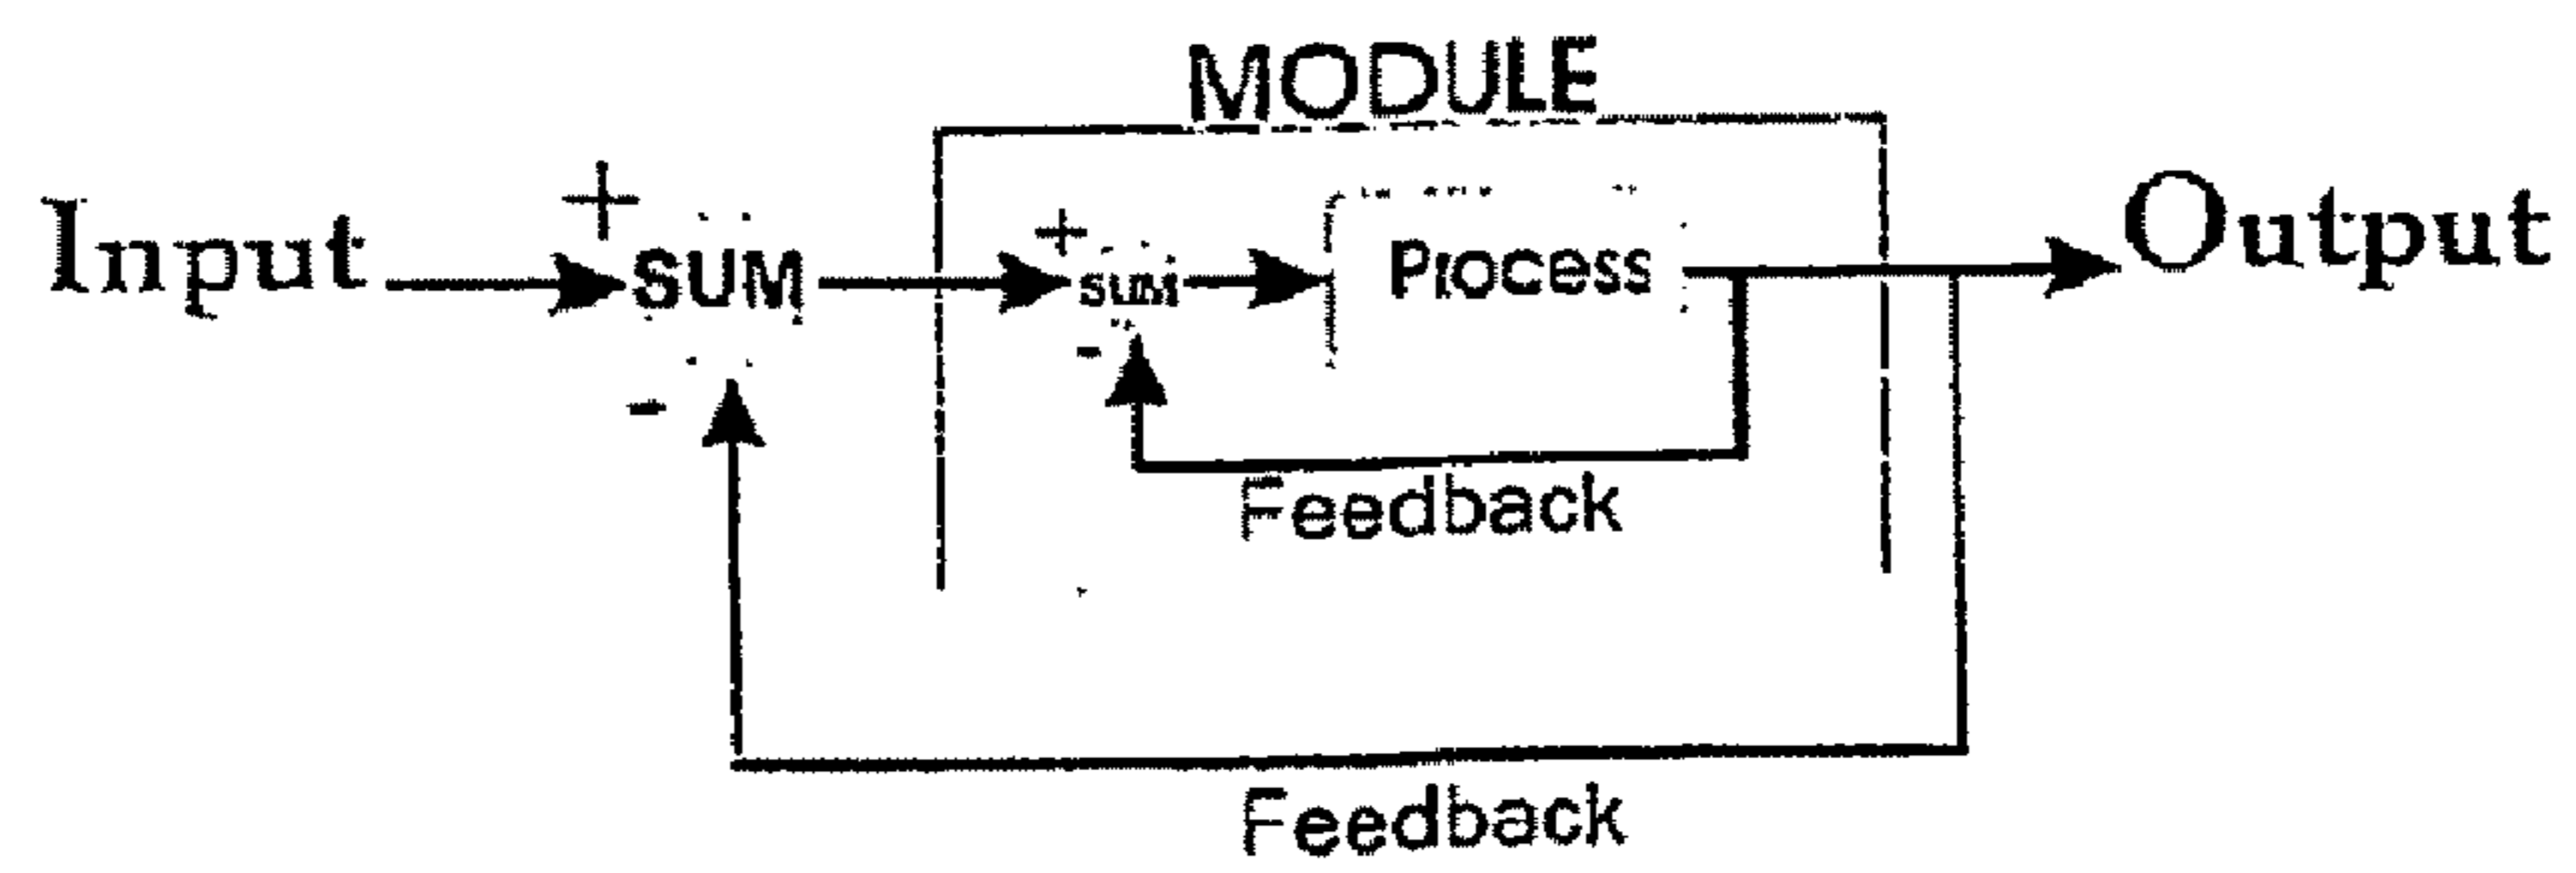 MODULE
+
Input SUM + sum Process Output
-
-
Feedback
Feedback